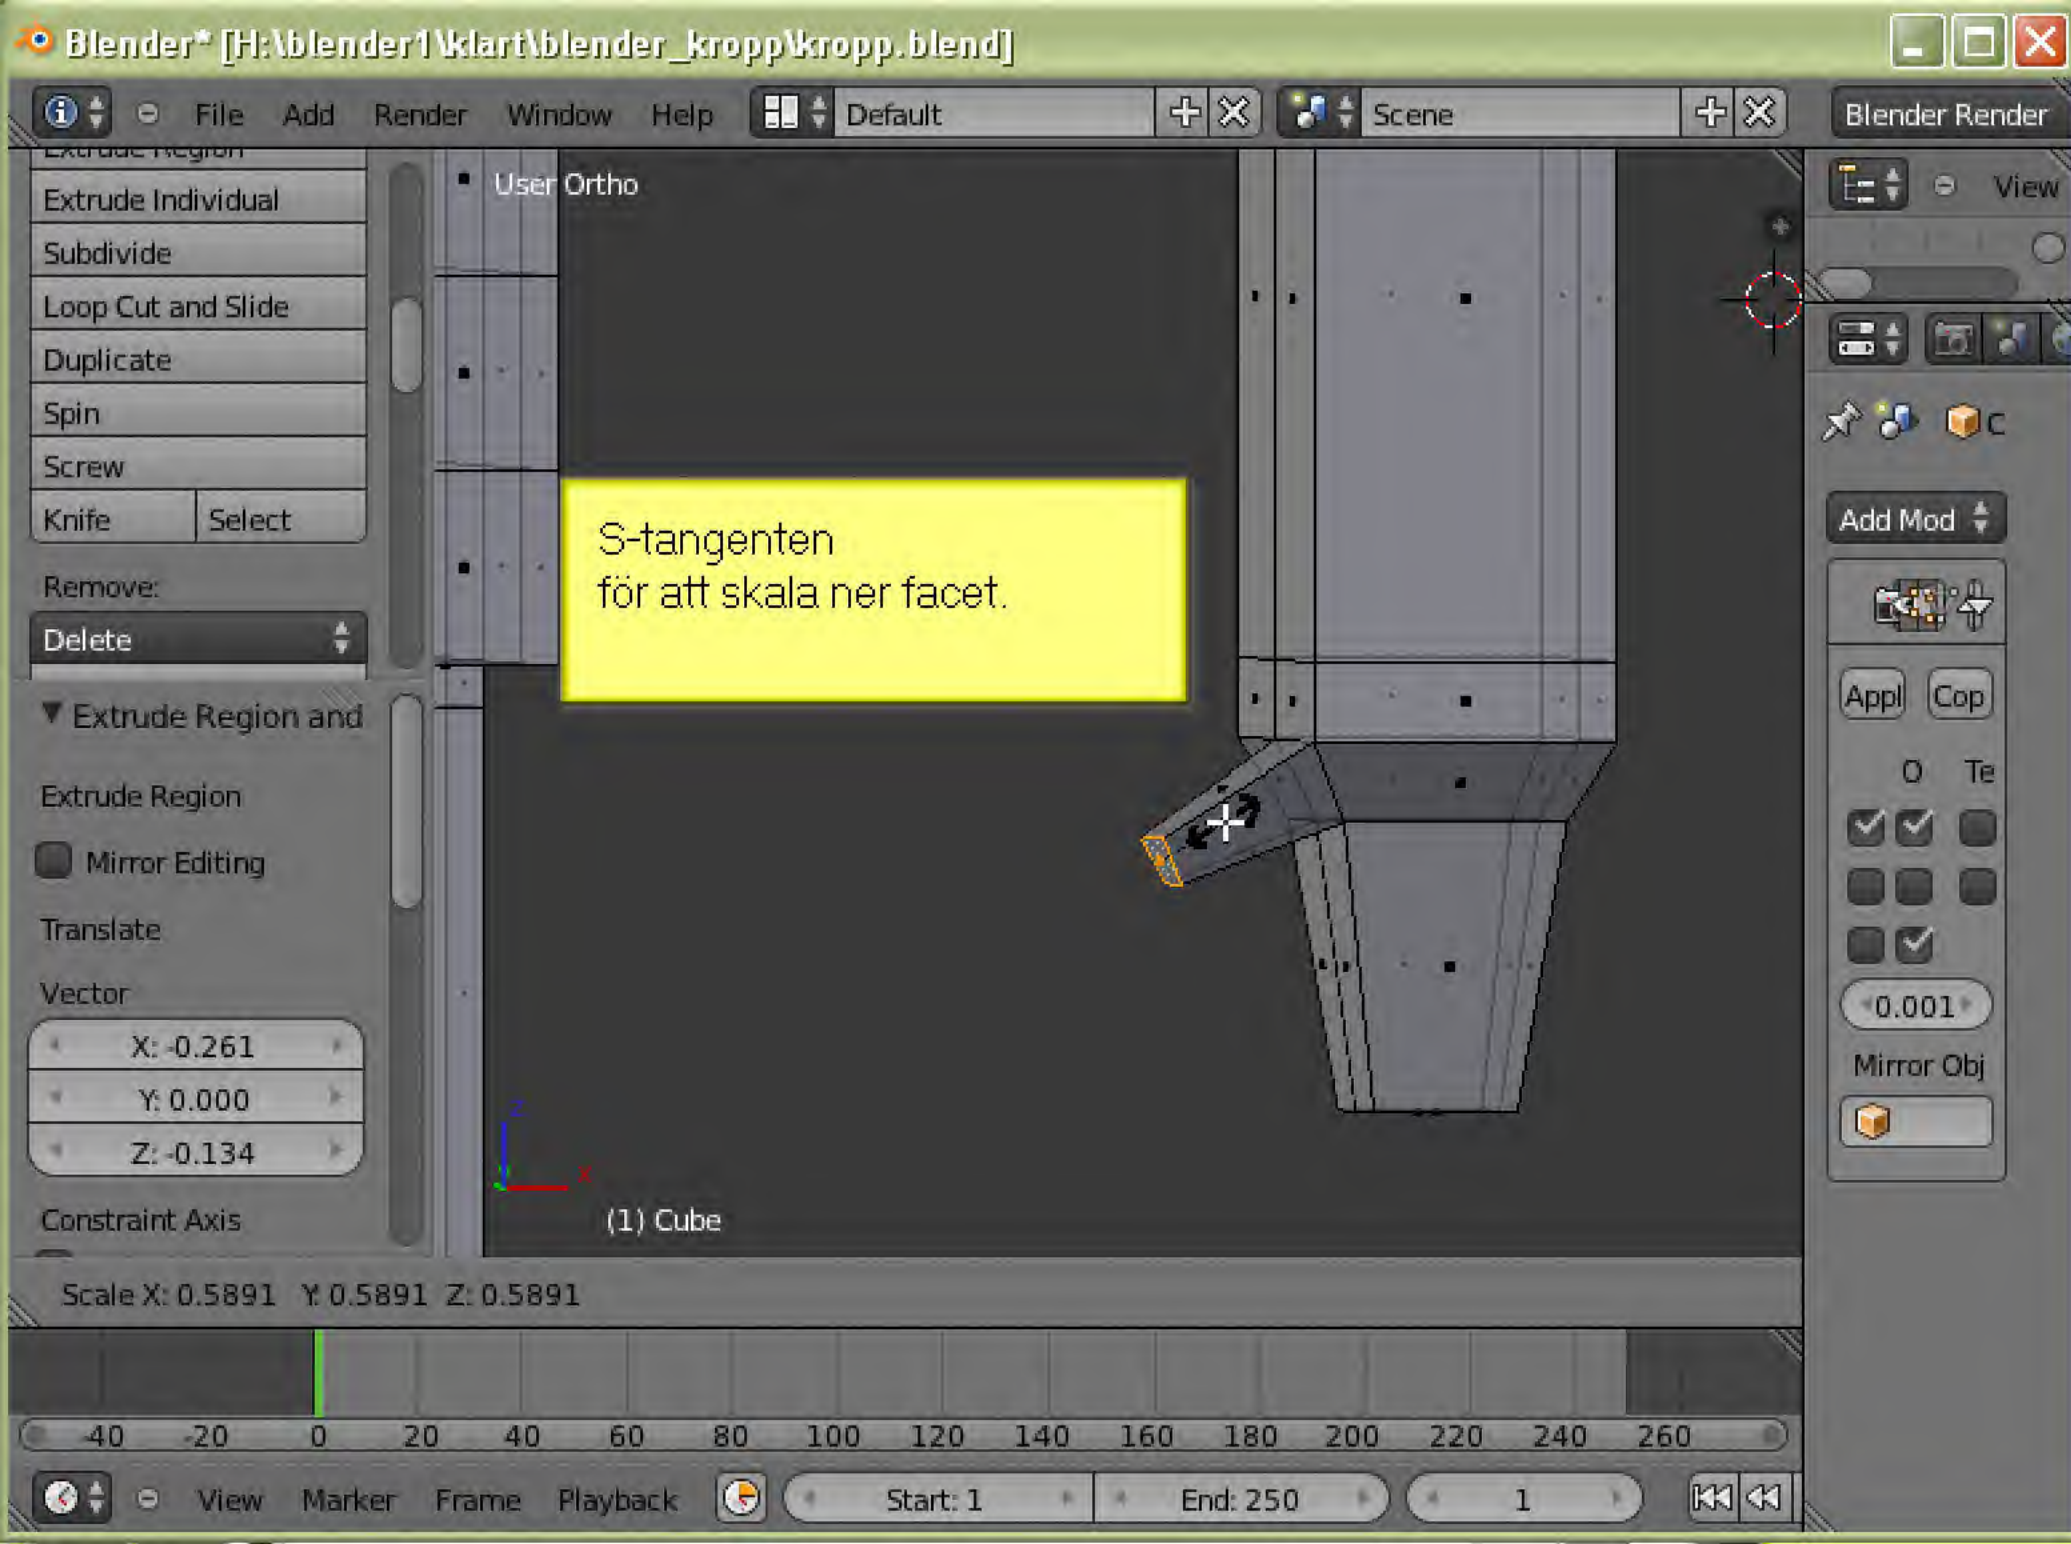 Blender* [H:\blender1\klart\blender_kropp\kropp.blend]
File Add Render Window Help Default Scene Blender Render
Extrude Region
Extrude Individual
Subdivide
Loop Cut and Slide
Duplicate
Spin
Screw
Knife Select
Remove:
Delete
Extrude Region and
Extrude Region
Mirror Editing
Translate
Vector
X: -0.261
Y: 0.000
Z: -0.134
Constraint Axis
User Ortho
S-tangenten
för att skala ner facet.
Z
X
(1) Cube
View
C
Add Mod
Appl Cop
O Te
0.001
Mirror Obj
Scale X: 0.5891 Y: 0.5891 Z: 0.5891
-40 -20 0 20 40 60 80 100 120 140 160 180 200 220 240 260
View Marker Frame Playback Start: 1 End: 250 1